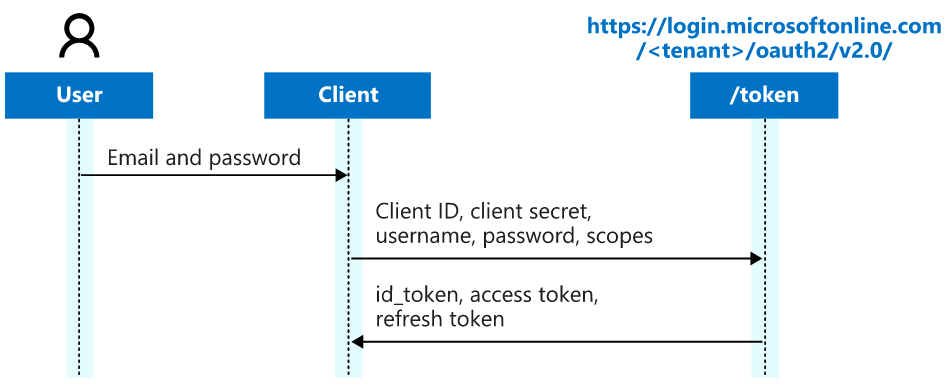 https://login.microsoftonline.com
/<tenant>/oauth2/v2.0/
User
Client
/token
Email and password
Client ID, client secret,
username, password, scopes
id_token, access token,
refresh token